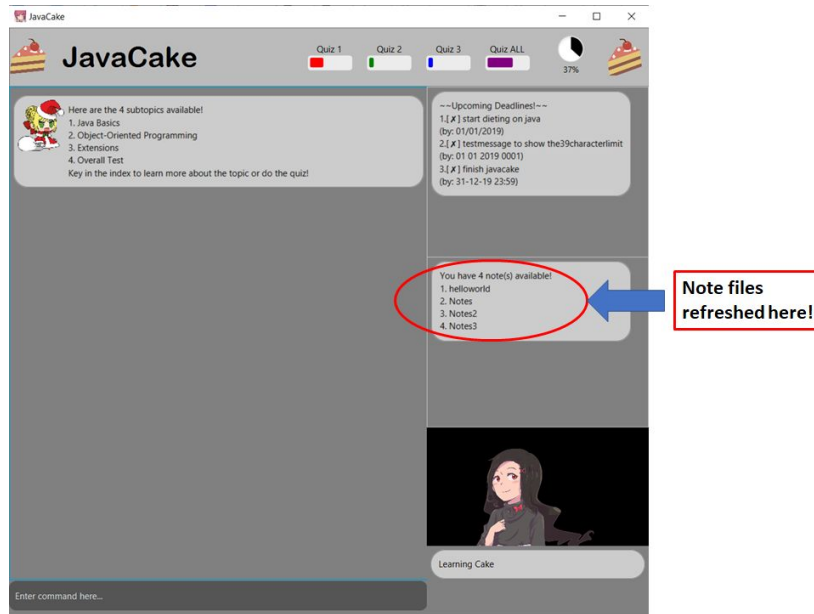 JavaCake
JavaCake
Quiz 1
Quiz 2
Quiz 3
Quiz ALL
37%
Here are the 4 subtopics available!
1. Java Basics
2. Object-Oriented Programming
3. Extensions
4. Overall Test
Key in the index to learn more about the topic or do the quiz!
~~Upcoming Deadlines!~~
1.[✗] start dieting on java
(by: 01/01/2019)
2.[✗] testmessage to show the39characterlimit
(by: 01 01 2019 0001)
3.[✗] finish javacake
(by: 31-12-19 23:59)
You have 4 note(s) available!
1. helloworld
2. Notes
3. Notes2
4. Notes3
Note files
refreshed here!
Learning Cake
Enter command here...